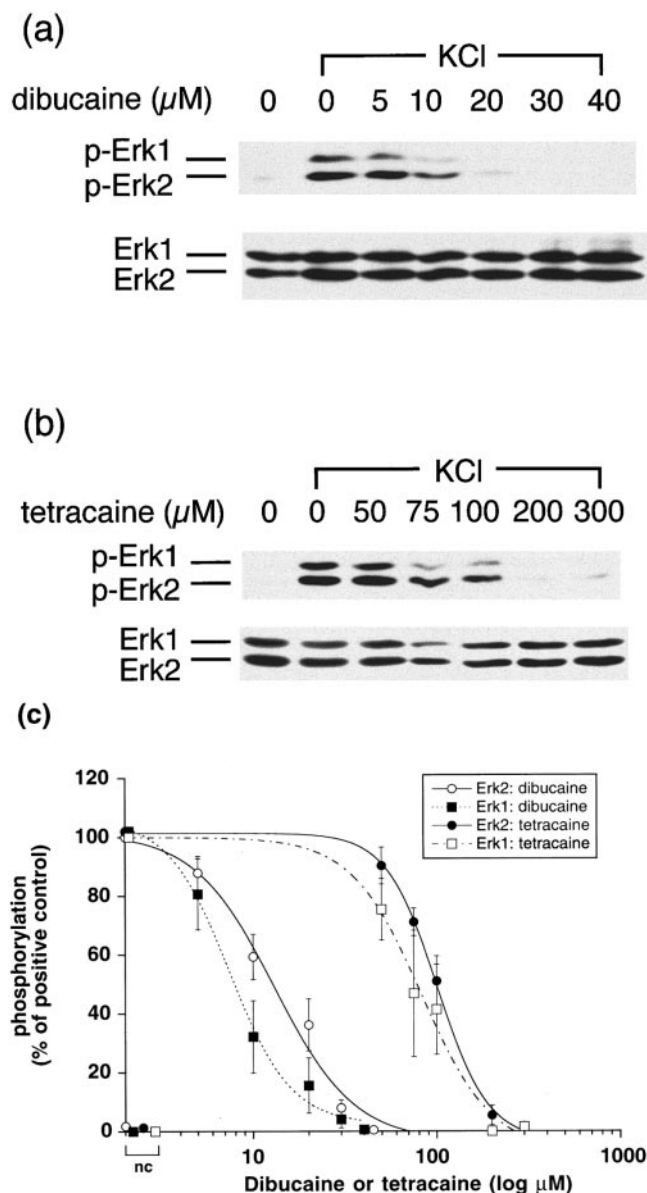 (a)
KCl
dibucaine (µM) 0 0 5 10 20 30 40
p-Erk1
p-Erk2
Erk1
Erk2
(b)
KCl
tetracaine (µM) 0 0 50 75 100 200 300
p-Erk1
p-Erk2
Erk1
Erk2
(c)
phosphorylation
(% of positive control)
120
100
80
60
40
20
0
Erk2: dibucaine
Erk1: dibucaine
Erk2: tetracaine
Erk1: tetracaine
10 100 1000
nc
Dibucaine or tetracaine (log µM)